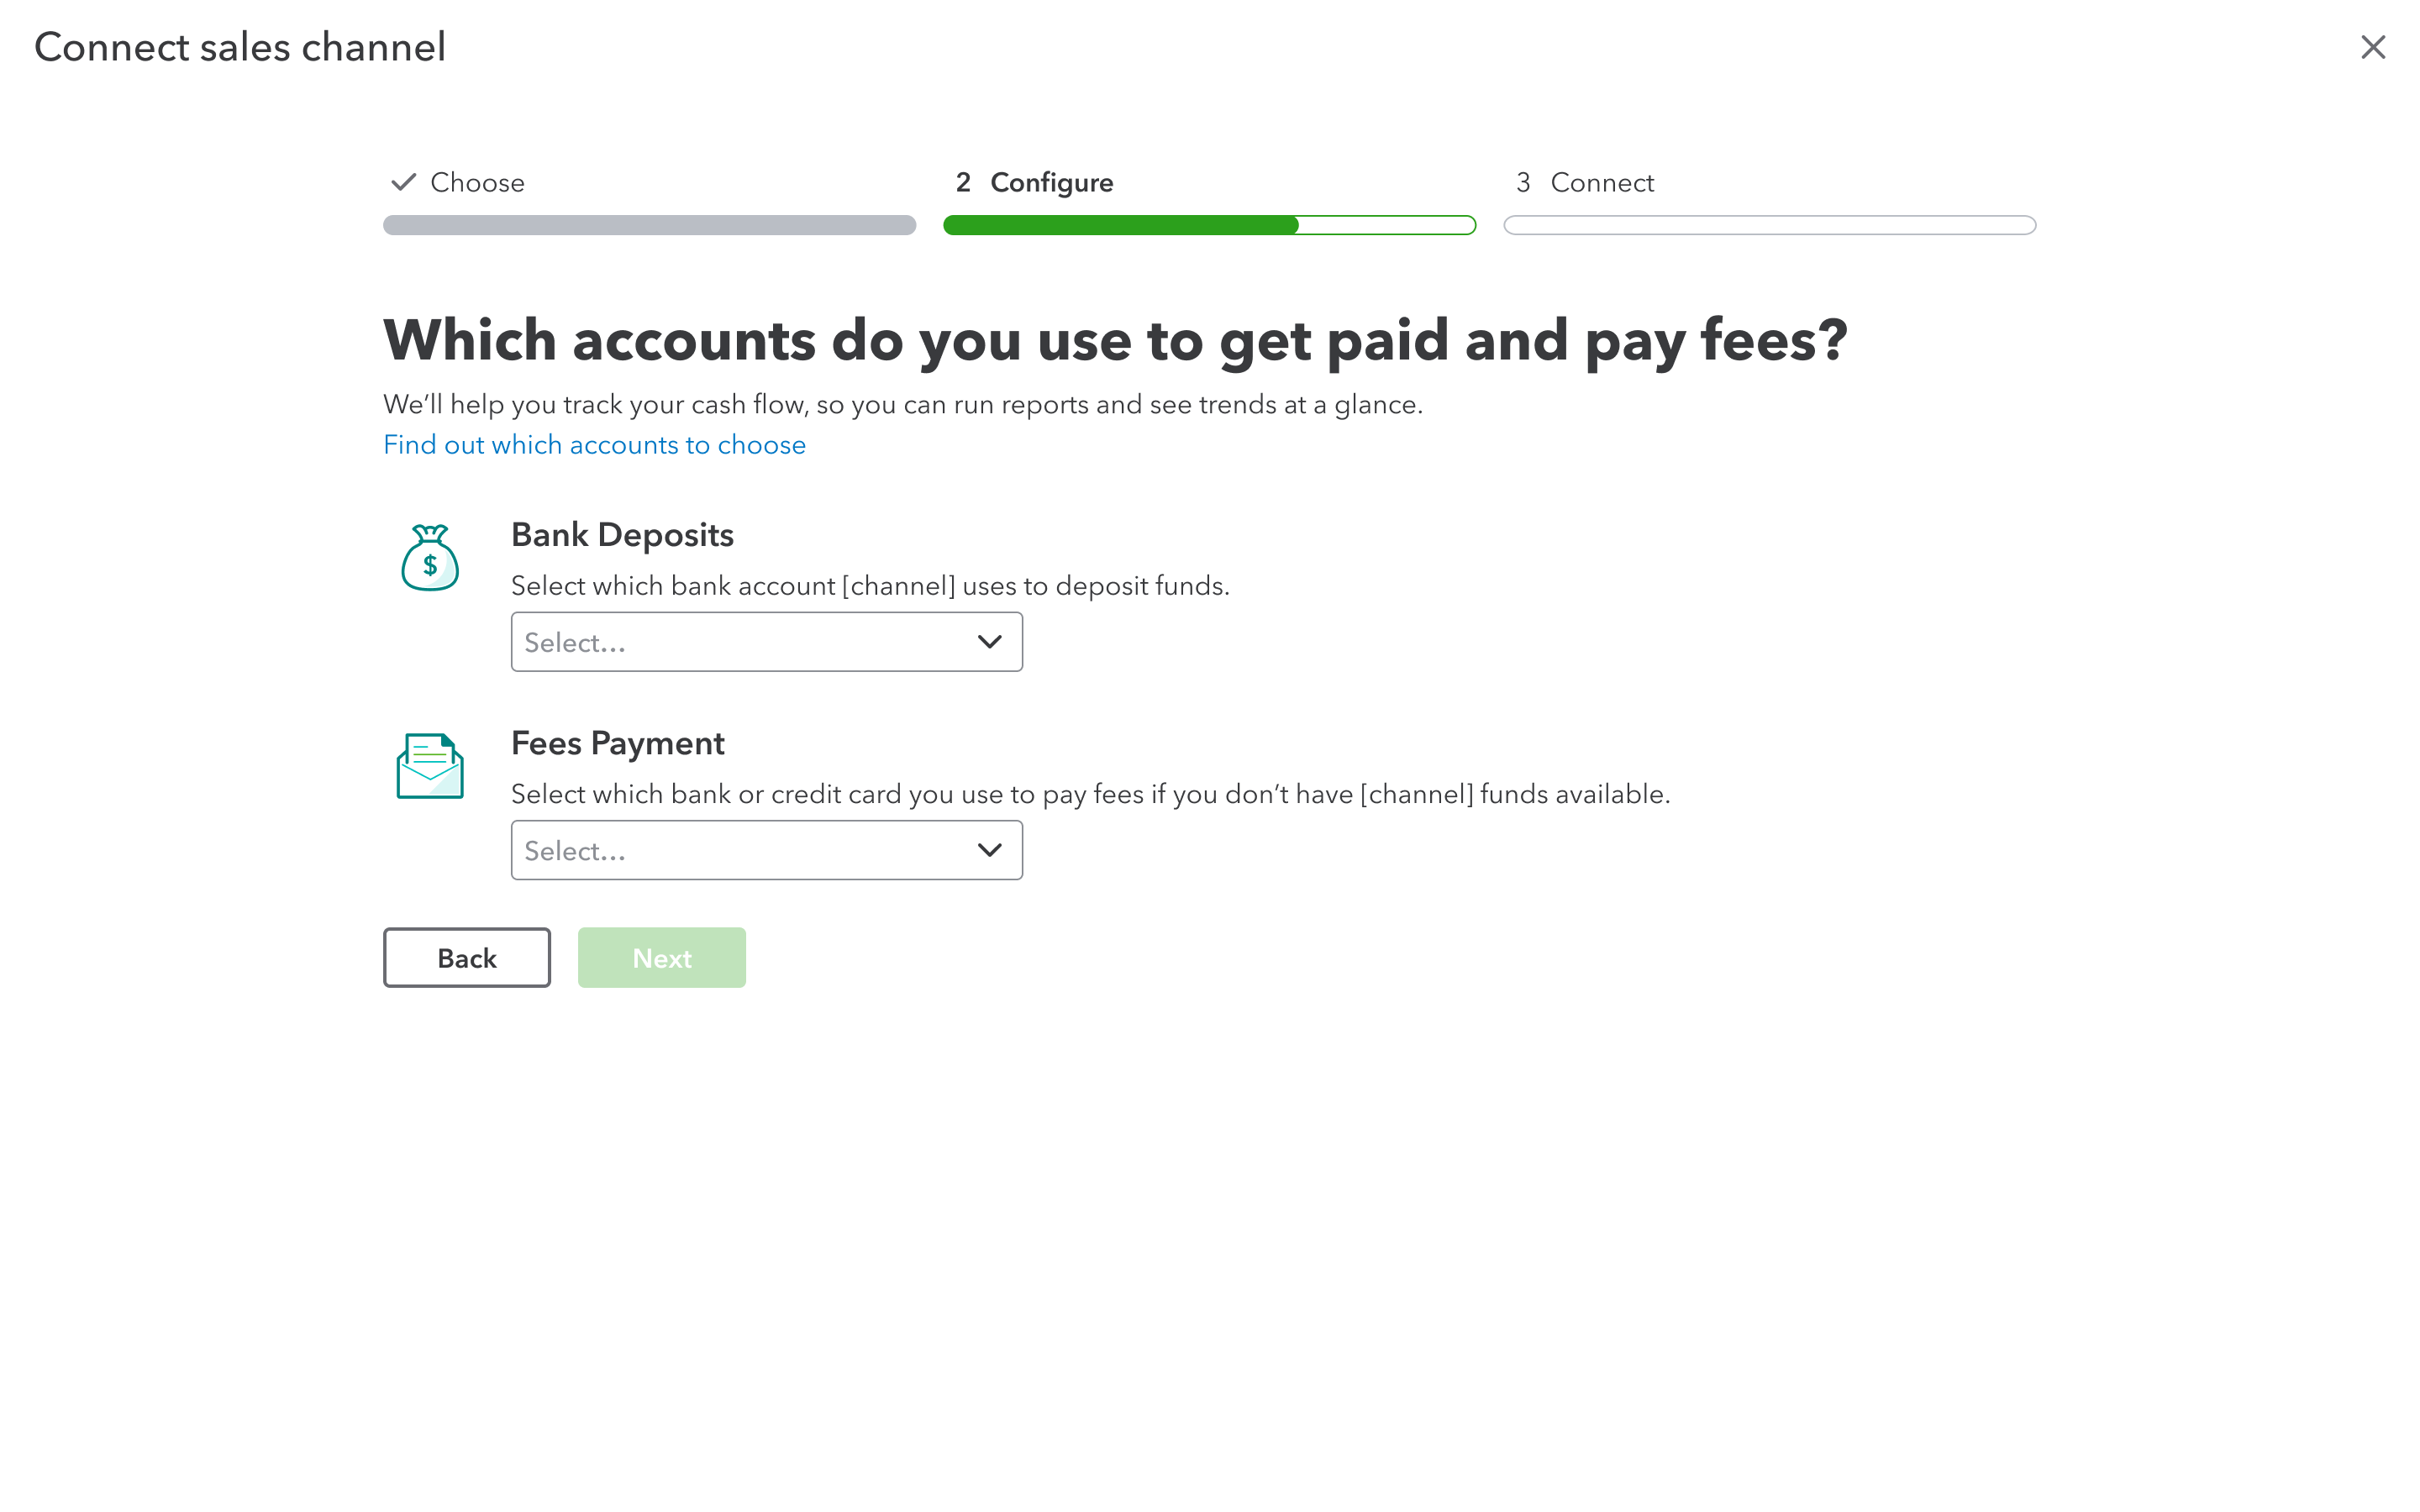 Connect sales channel
Choose
2 Configure
3 Connect
Which accounts do you use to get paid and pay fees?
We’ll help you track your cash flow, so you can run reports and see trends at a glance.
Find out which accounts to choose
$
Bank Deposits
Select which bank account [channel] uses to deposit funds.
Select...
Fees Payment
Select which bank or credit card you use to pay fees if you don’t have [channel] funds available.
Select...
Back
Next